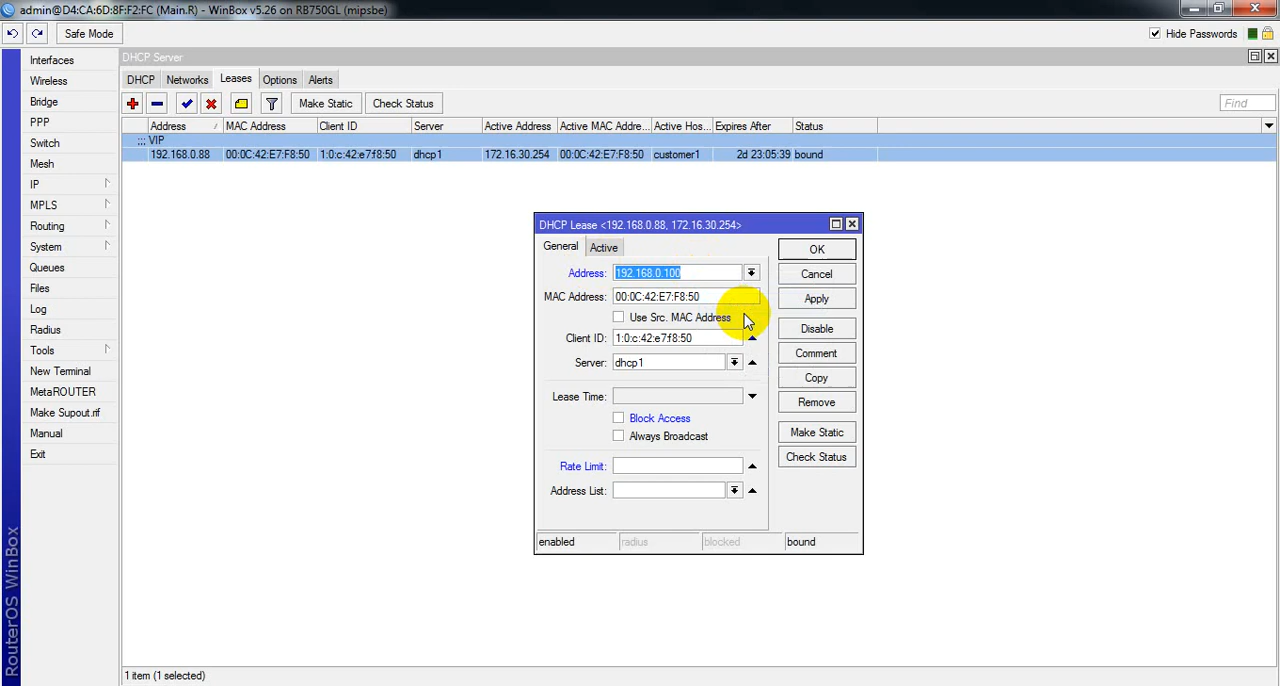 admin@D4:CA:6D:8F:F2:FC (Main.R) - WinBox v5.26 on RB750GL (mipsbe)
Safe Mode
Hide Passwords
Interfaces
Wireless
Bridge
PPP
Switch
Mesh
IP
MPLS
Routing
System
Queues
Files
Log
Radius
Tools
New Terminal
MetaROUTER
Make Supout.rif
Manual
Exit
RouterOS WinBox
DHCP Server
DHCP Networks Leases Options Alerts
Make Static Check Status Find
Address MAC Address Client ID Server Active Address Active MAC Addre... Active Hos... Expires After Status
;;; VIP
192.168.0.88 00:0C:42:E7:F8:50 1:0:c:42:e7:f8:50 dhcp1 172.16.30.254 00:0C:42:E7:F8:50 customer1 2d 23:05:39 bound
DHCP Lease <192.168.0.88, 172.16.30.254>
General Active
Address: 192.168.0.100
MAC Address: 00:0C:42:E7:F8:50
Use Src. MAC Address
Client ID: 1:0:c:42:e7:f8:50
Server: dhcp1
Lease Time:
Block Access
Always Broadcast
Rate Limit:
Address List:
OK
Cancel
Apply
Disable
Comment
Copy
Remove
Make Static
Check Status
enabled radius blocked bound
1 item (1 selected)